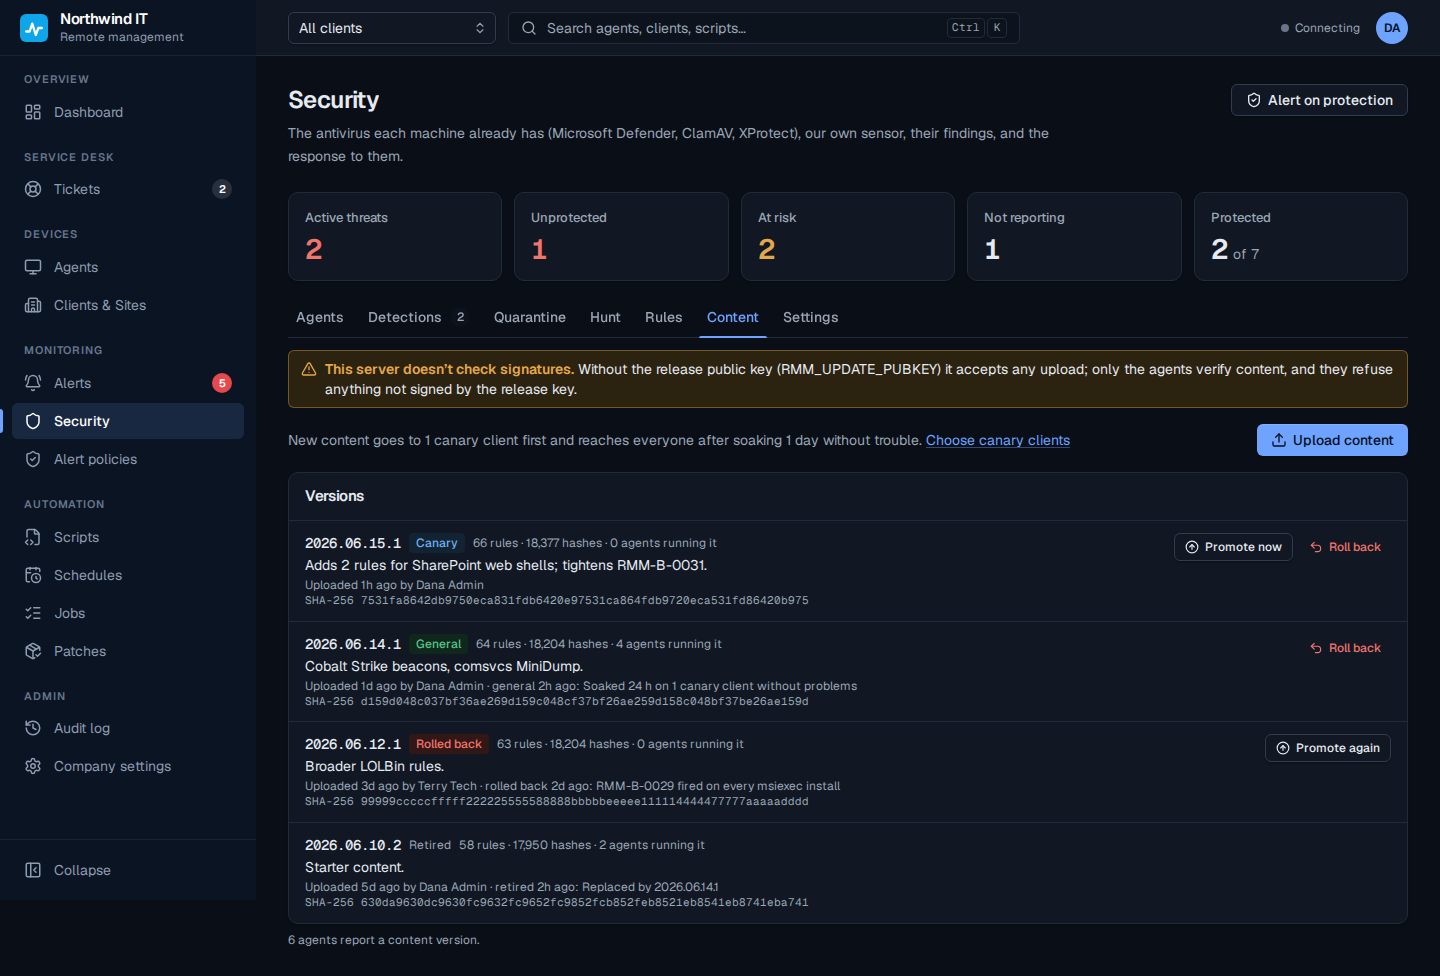 Northwind IT
Remote management
All clients
Search agents, clients, scripts...
Ctrl K
Connecting
DA
OVERVIEW
Dashboard
SERVICE DESK
Tickets 2
DEVICES
Agents
Clients & Sites
MONITORING
Alerts 5
Security
Alert policies
AUTOMATION
Scripts
Schedules
Jobs
Patches
ADMIN
Audit log
Company settings
Collapse
Security
Alert on protection
The antivirus each machine already has (Microsoft Defender, ClamAV, XProtect), our own sensor, their findings, and the
response to them.
Active threats
2
Unprotected
1
At risk
2
Not reporting
1
Protected
2 of 7
Agents Detections 2 Quarantine Hunt Rules Content Settings
This server doesn't check signatures. Without the release public key (RMM_UPDATE_PUBKEY) it accepts any upload; only the agents verify content, and they refuse
anything not signed by the release key.
New content goes to 1 canary client first and reaches everyone after soaking 1 day without trouble. Choose canary clients
Upload content
Versions
2026.06.15.1 Canary 66 rules · 18,377 hashes · 0 agents running it
Promote now Roll back
Adds 2 rules for SharePoint web shells; tightens RMM-B-0031.
Uploaded 1h ago by Dana Admin
SHA-256 7531fa8642db9750eca831fdb6420e97531ca864fdb9720eca531fd86420b975
2026.06.14.1 General 64 rules · 18,204 hashes · 4 agents running it
Roll back
Cobalt Strike beacons, comsvcs MiniDump.
Uploaded 1d ago by Dana Admin · general 2h ago: Soaked 24 h on 1 canary client without problems
SHA-256 d159d048c037bf36ae269d159c048cf37bf26ae259d158c048bf37be26ae159d
2026.06.12.1 Rolled back 63 rules · 18,204 hashes · 0 agents running it
Promote again
Broader LOLBin rules.
Uploaded 3d ago by Terry Tech · rolled back 2d ago: RMM-B-0029 fired on every msiexec install
SHA-256 99999cccccfffff222225555588888bbbbbeeeee111114444477777aaaaadddd
2026.06.10.2 Retired 58 rules · 17,950 hashes · 2 agents running it
Starter content.
Uploaded 5d ago by Dana Admin · retired 2h ago: Replaced by 2026.06.14.1
SHA-256 630da9630dc9630fc9632fc9652fc9852fcb852feb8521eb8541eb8741eba741
6 agents report a content version.